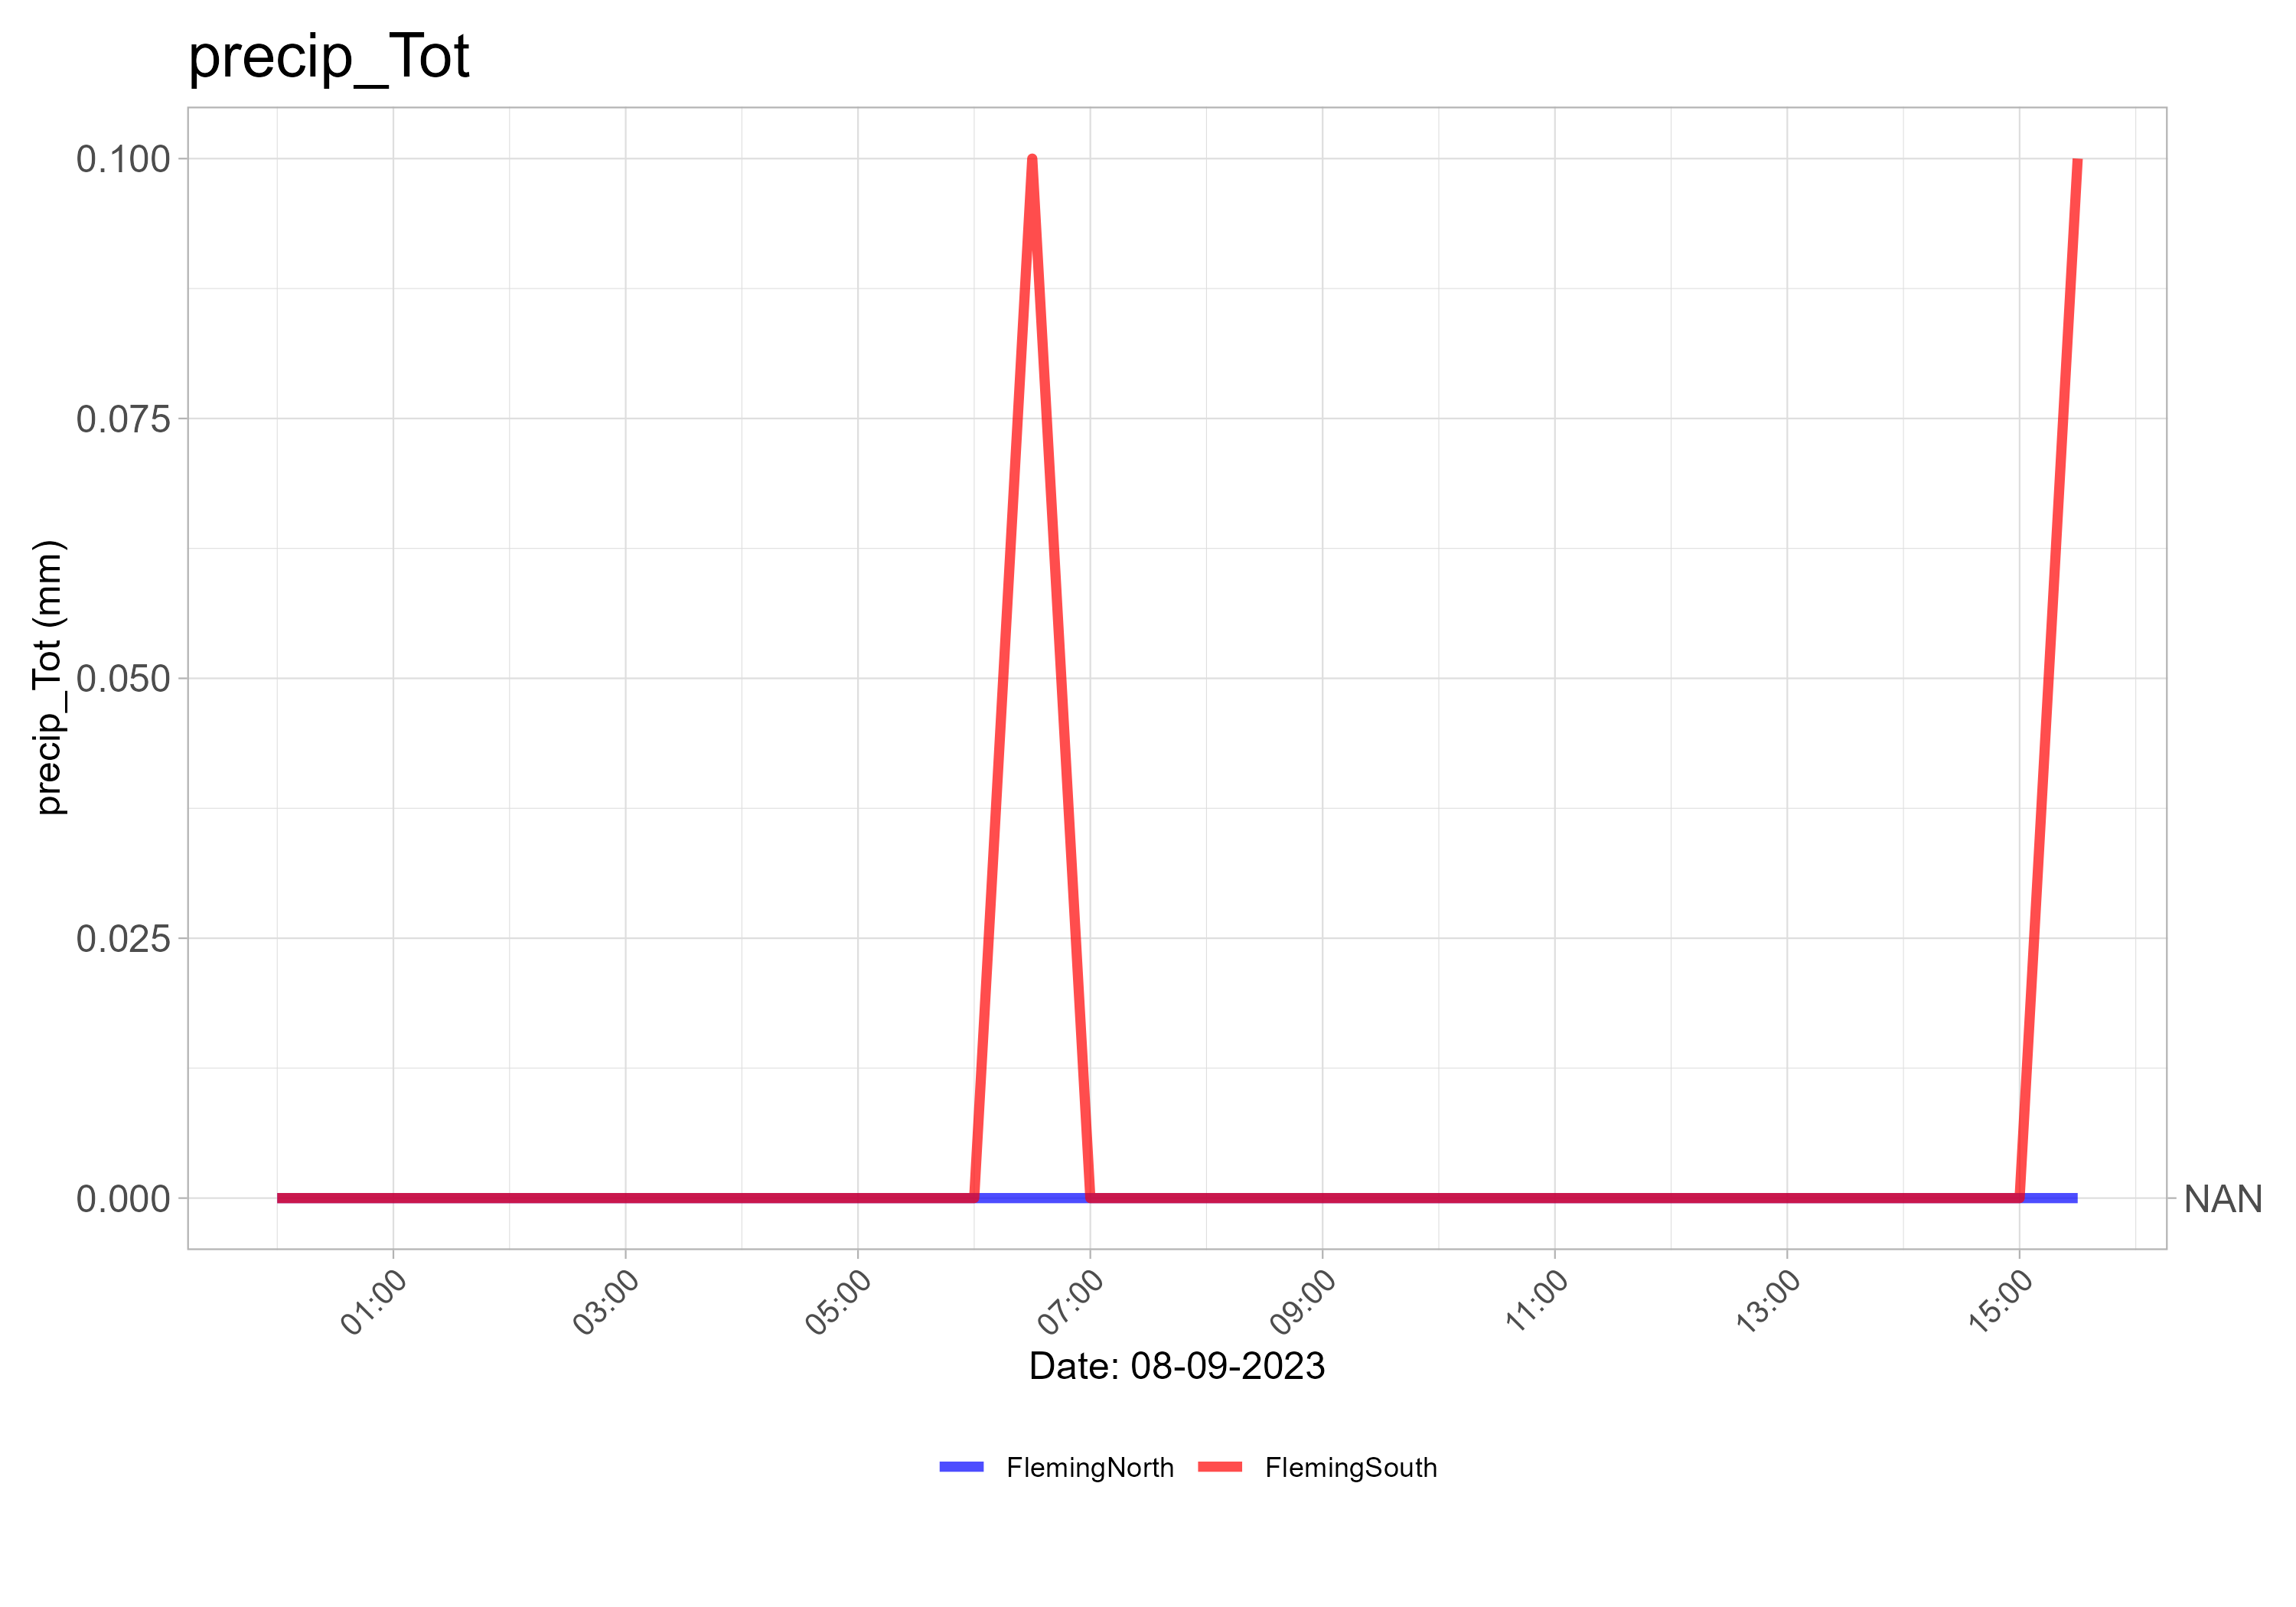 precip_Tot
0.100
0.075
0.050
0.025
0.000
precip_Tot (mm)
NAN
01:00
03:00
05:00
07:00
09:00
11:00
13:00
15:00
Date: 08-09-2023
FlemingNorth
FlemingSouth